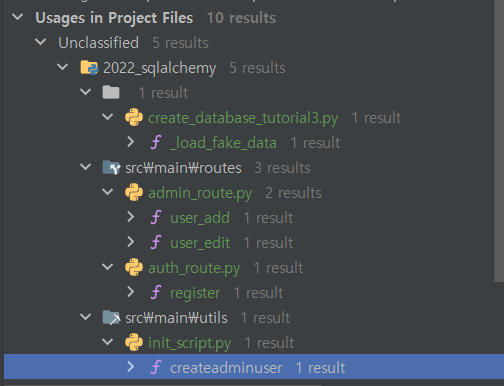 Usages in Project Files 10 results
Unclassified 5 results
2022_sqlalchemy 5 results
1 result
create_database_tutorial3.py 1 result
_load_fake_data 1 result
src₩main₩routes 3 results
admin_route.py 2 results
user_add 1 result
user_edit 1 result
auth_route.py 1 result
register 1 result
src₩main₩utils 1 result
init_script.py 1 result
createadminuser 1 result